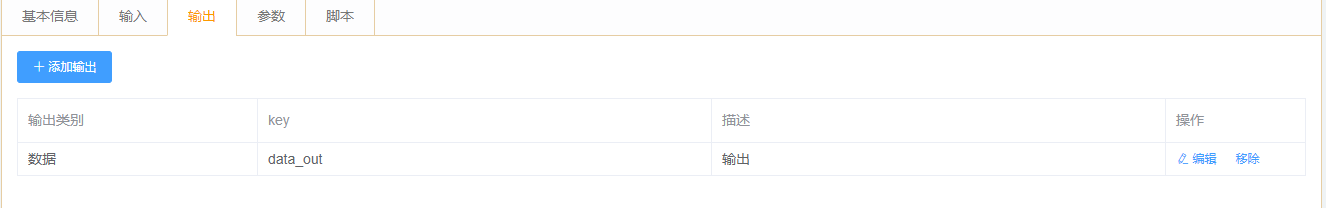 基本信息 输入 输出 参数 脚本
添加输出
输出类别 key 描述 操作
数据 data_out 输出 编辑 移除